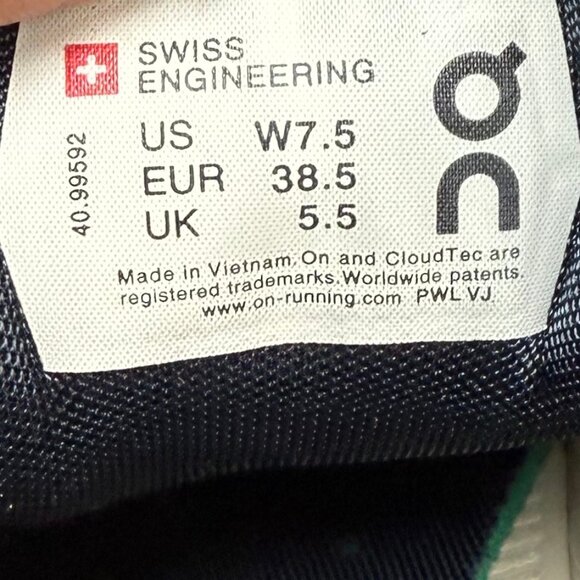 SWISS
ENGINEERING
US W7.5
EUR 38.5
UK 5.5
40.99592
On
Made in Vietnam. On and CloudTec are
registered trademarks. Worldwide patents.
www.on-running.com PWL VJ